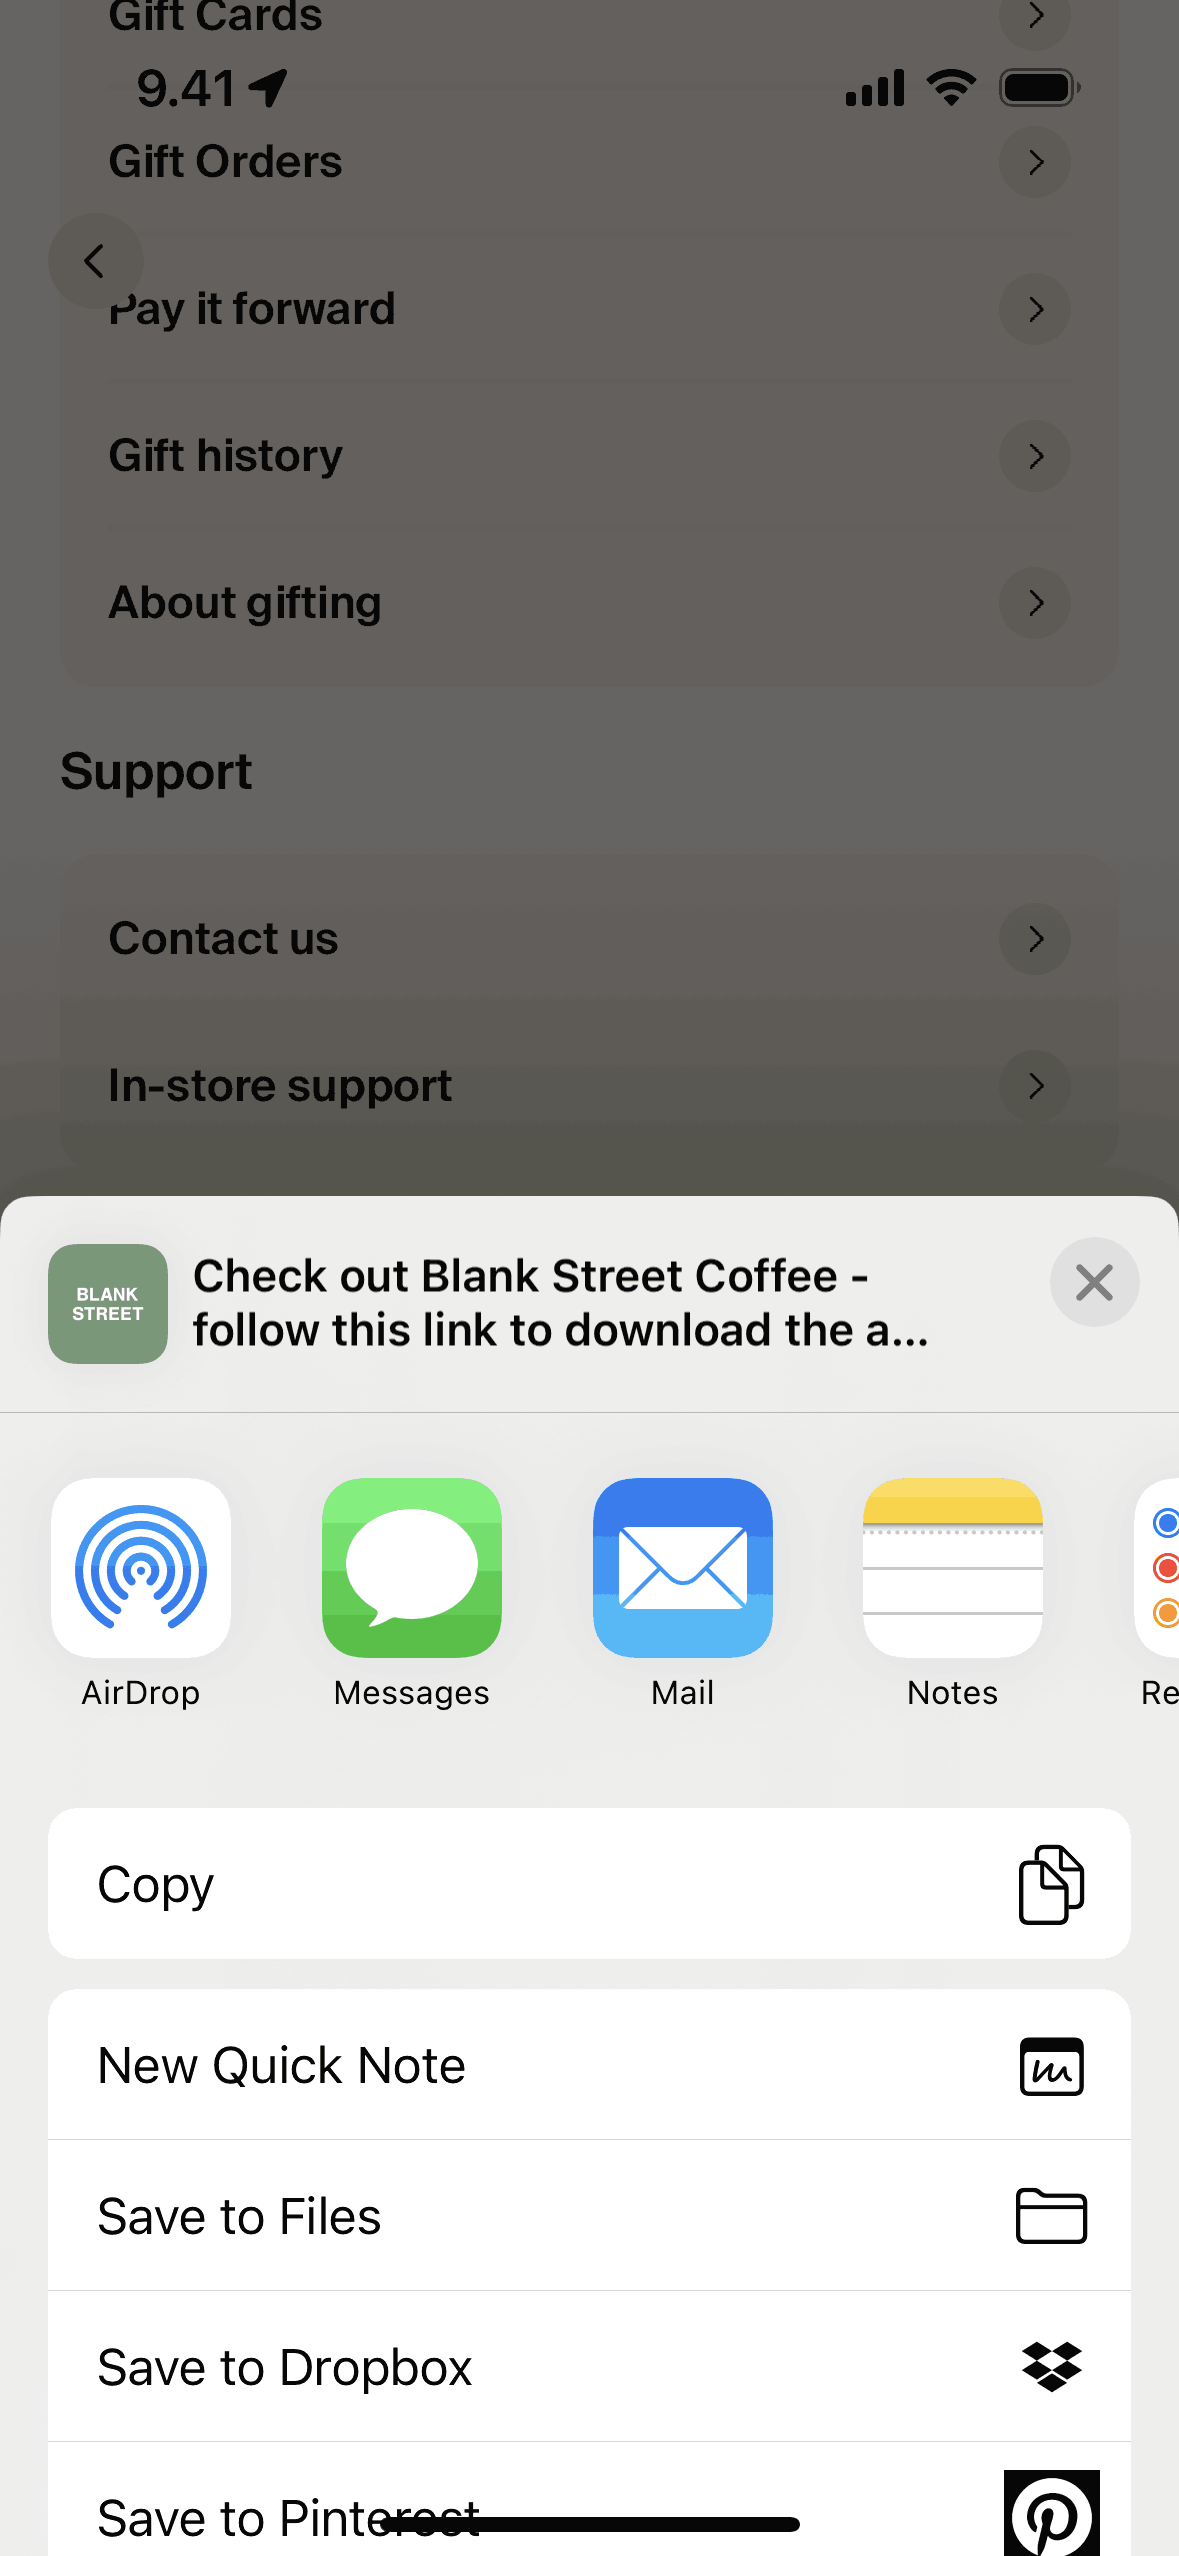 Gift Cards
9.41
Gift Orders
Pay it forward
Gift history
About gifting
Support
Contact us
In-store support
BLANK
STREET
Check out Blank Street Coffee -
follow this link to download the a...
AirDrop
Messages
Mail
Notes
Re
Copy
New Quick Note
Save to Files
Save to Dropbox
Save to Pinterest